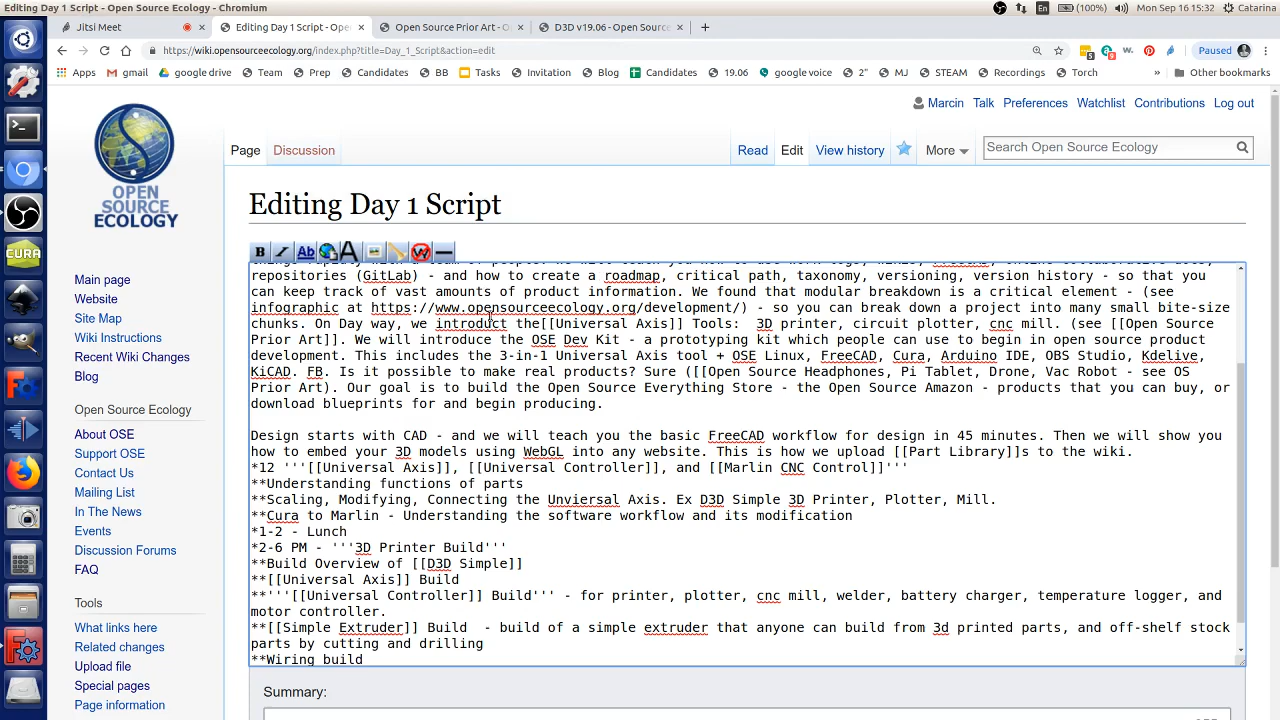 Editing Day 1 Script - Open Source Ecology - Chromium
En (100%) Mon Sep 16 15:32 Catarina
Jitsi Meet Editing Day 1 Script - Open Source Prior Art - O D3D v19.06 - Open Source
https://wiki.opensourceecology.org/index.php?title=Day_1_Script&action=edit Paused
Apps gmail google drive Team Prep Candidates BB Tasks Invitation Blog Candidates 19.06 google voice 2" MJ STEAM Recordings Torch » Other bookmarks
Marcin Talk Preferences Watchlist Contributions Log out
Page Discussion Read Edit View history More Search Open Source Ecology
OPEN
SOURCE
ECOLOGY
Editing Day 1 Script
B I Ab A W
repositories (GitLab) - and how to create a roadmap, critical path, taxonomy, versioning, version history - so that you
can keep track of vast amounts of product information. We found that modular breakdown is a critical element - (see
infographic at https://www.opensourceecology.org/development/) - so you can break down a project into many small bite-size
chunks. On Day way, we introduct the[[Universal Axis]] Tools:  3D printer, circuit plotter, cnc mill. (see [[Open Source
Prior Art]]. We will introduce the OSE Dev Kit - a prototyping kit which people can use to begin in open source product
development. This includes the 3-in-1 Universal Axis tool + OSE Linux, FreeCAD, Cura, Arduino IDE, OBS Studio, Kdelive,
KiCAD. FB. Is it possible to make real products? Sure ([[Open Source Headphones, Pi Tablet, Drone, Vac Robot - see OS
Prior Art). Our goal is to build the Open Source Everything Store - the Open Source Amazon - products that you can buy, or
download blueprints for and begin producing.
Design starts with CAD - and we will teach you the basic FreeCAD workflow for design in 45 minutes. Then we will show you
how to embed your 3D models using WebGL into any website. This is how we upload [[Part Library]]s to the wiki.
*12 '''[[Universal Axis]], [[Universal Controller]], and [[Marlin CNC Control]]'''
**Understanding functions of parts
**Scaling, Modifying, Connecting the Unviersal Axis. Ex D3D Simple 3D Printer, Plotter, Mill.
**Cura to Marlin - Understanding the software workflow and its modification
*1-2 - Lunch
*2-6 PM - '''3D Printer Build'''
**Build Overview of [[D3D Simple]]
**[[Universal Axis]] Build
**'''[[Universal Controller]] Build''' - for printer, plotter, cnc mill, welder, battery charger, temperature logger, and
motor controller.
**[[Simple Extruder]] Build  - build of a simple extruder that anyone can build from 3d printed parts, and off-shelf stock
parts by cutting and drilling
**Wiring build
Summary:
Main page
Website
Site Map
Wiki Instructions
Recent Wiki Changes
Blog
Open Source Ecology
About OSE
Support OSE
Contact Us
Mailing List
In The News
Events
Discussion Forums
FAQ
Tools
What links here
Related changes
Upload file
Special pages
Page information
CURA